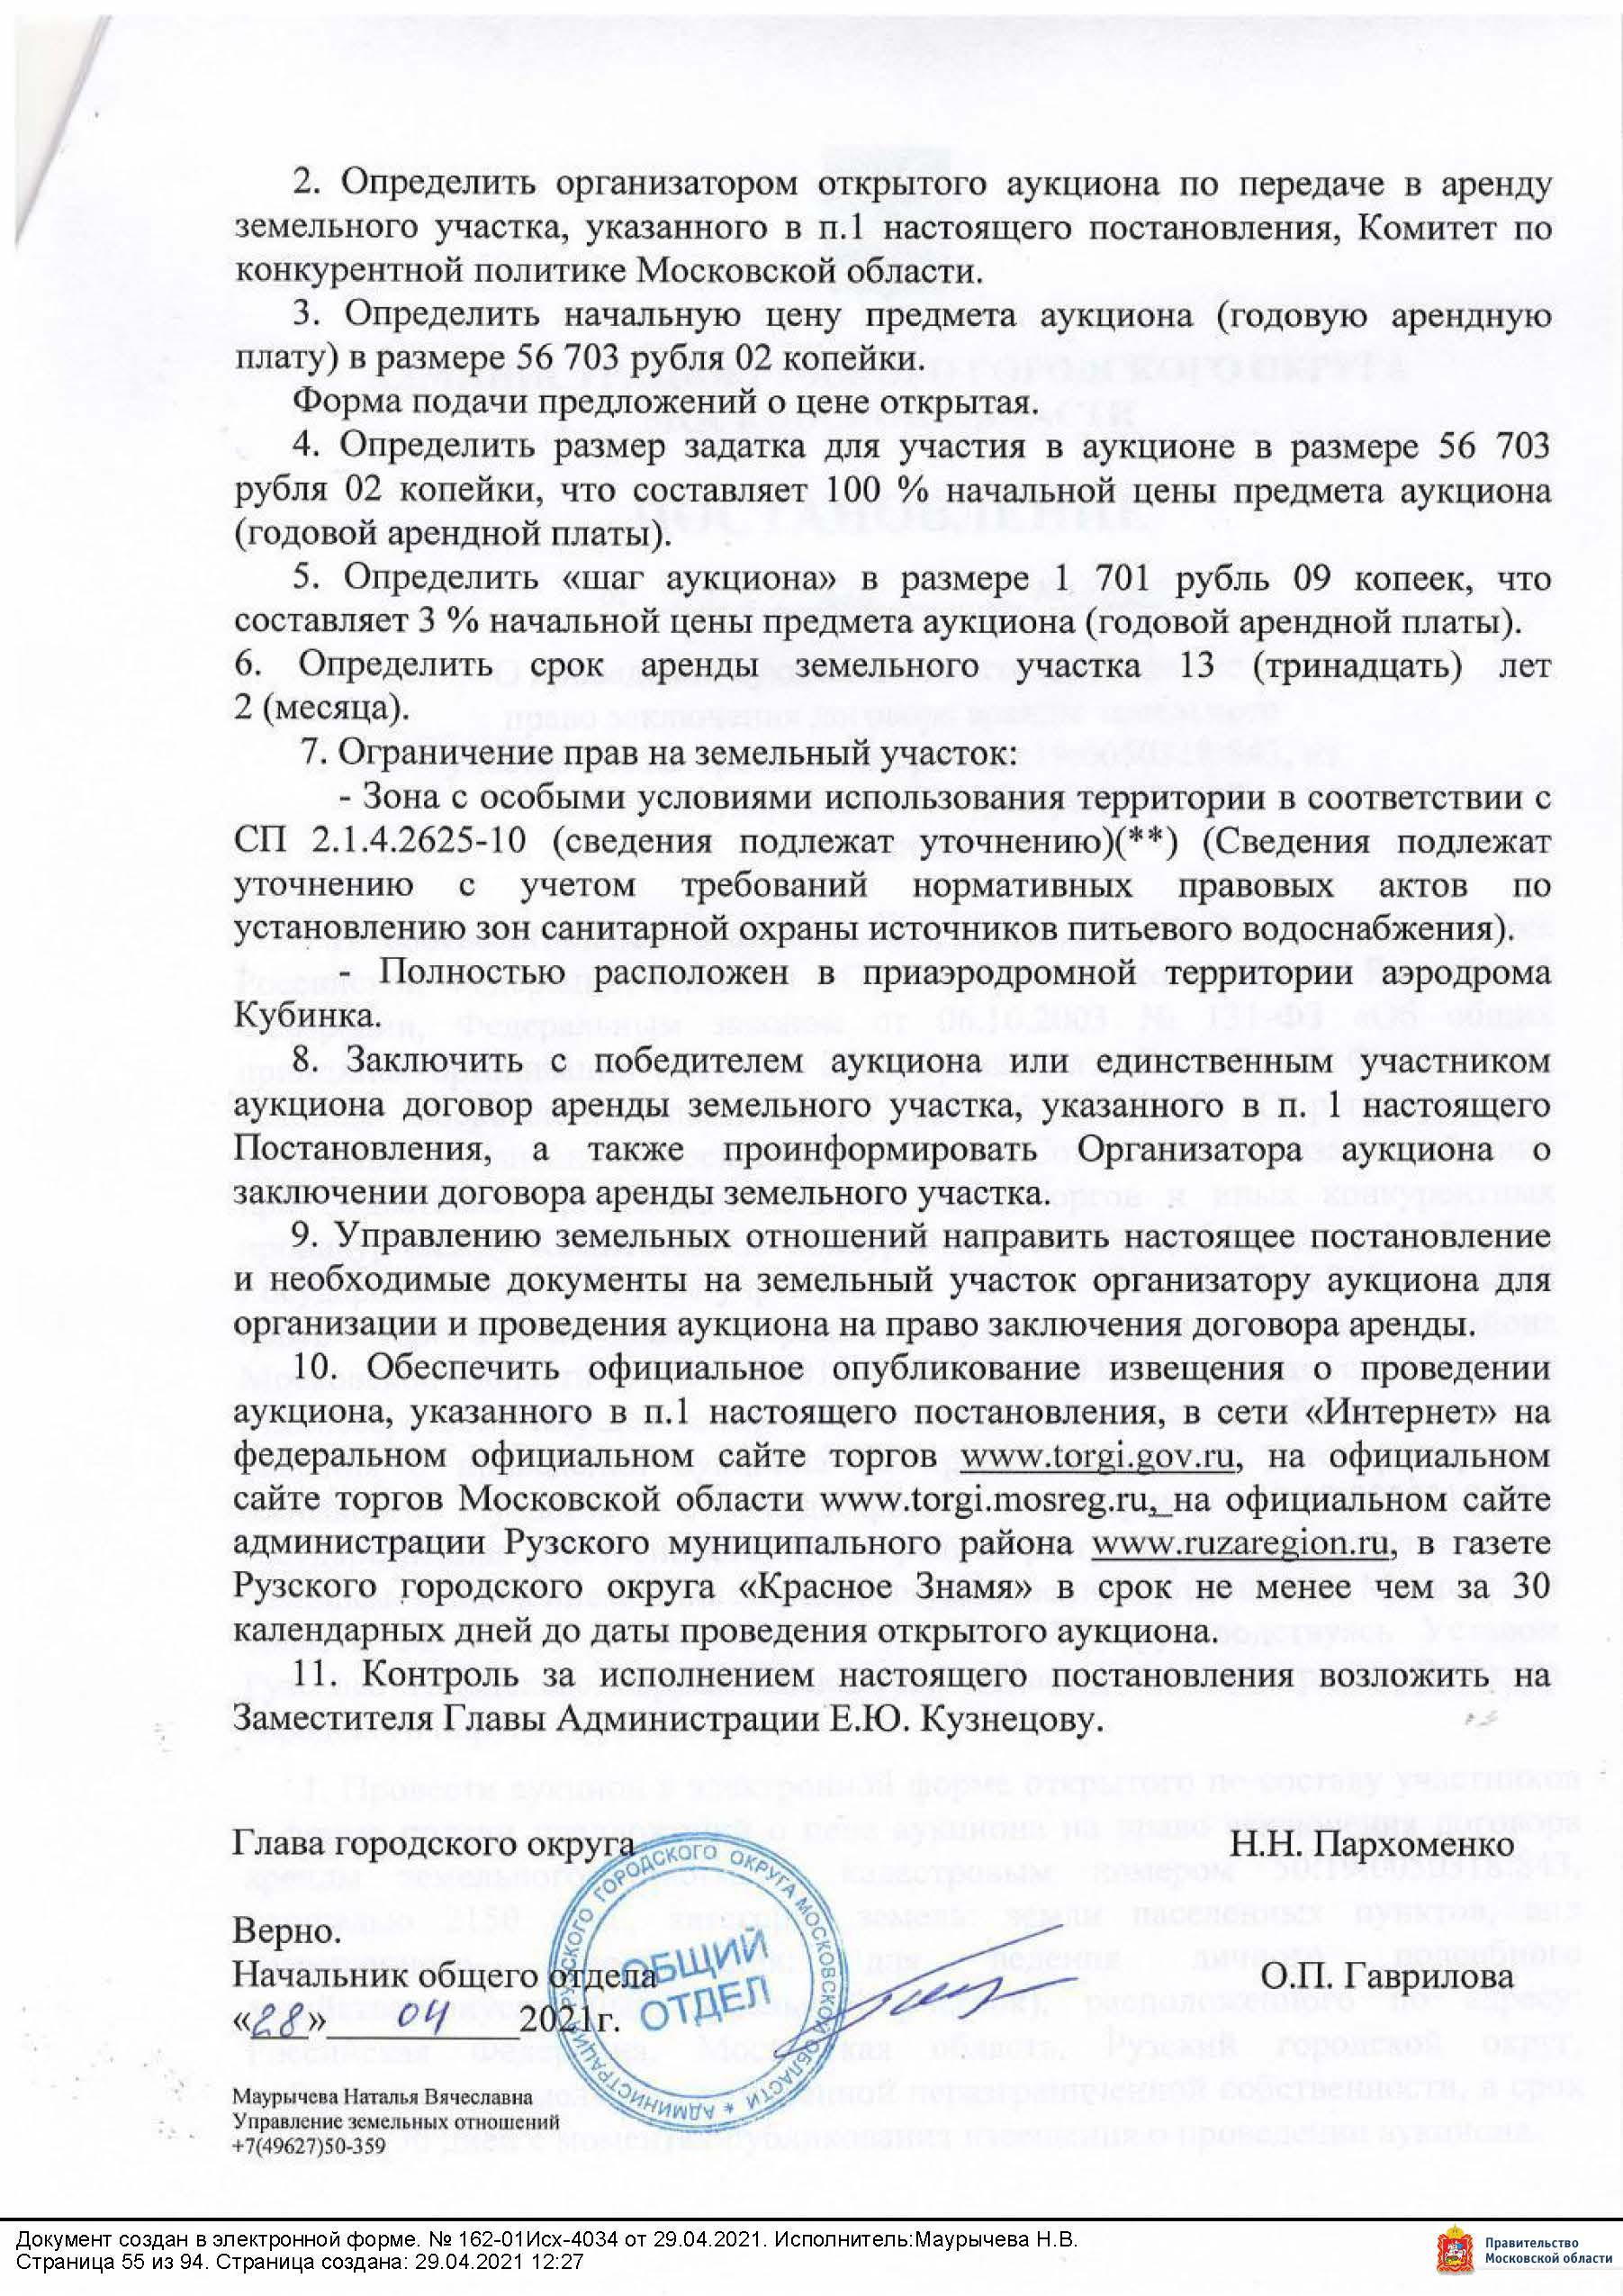 2. Определить организатором открытого аукциона по передаче в аренду
земельного участка, указанного в п.1 настоящего постановления, Комитет по
конкурентной политике Московской области.
3. Определить начальную цену предмета аукциона (годовую арендную
плату) в размере 56 703 рубля 02 копейки.
Форма подачи предложений о цене открытая.
4. Определить размер задатка для участия в аукционе в размере 56 703
рубля 02 копейки, что составляет 100 % начальной цены предмета аукциона
(годовой арендной платы).
5. Определить «шаг аукциона» в размере 1 701 рубль 09 копеек, что
составляет 3 % начальной цены предмета аукциона (годовой арендной платы).
6. Определить срок аренды земельного участка 13 (тринадцать) лет
2 (месяца).
7. Ограничение прав на земельный участок:
- Зона с особыми условиями использования территории в соответствии с
СП 2.1.4.2625-10 (сведения подлежат уточнению)(**) (Сведения подлежат
уточнению с учетом требований нормативных правовых актов по
установлению зон санитарной охраны источников питьевого водоснабжения).
- Полностью расположен в приаэродромной территории аэродрома
Кубинка.
8. Заключить с победителем аукциона или единственным участником
аукциона договор аренды земельного участка, указанного в п. 1 настоящего
Постановления, а также проинформировать Организатора аукциона о
заключении договора аренды земельного участка.
9. Управлению земельных отношений направить настоящее постановление
и необходимые документы на земельный участок организатору аукциона для
организации и проведения аукциона на право заключения договора аренды.
10. Обеспечить официальное опубликование извещения о проведении
аукциона, указанного в п.1 настоящего постановления, в сети «Интернет» на
федеральном официальном сайте торгов www.torgi.gov.ru, на официальном
сайте торгов Московской области www.torgi.mosreg.ru, на официальном сайте
администрации Рузского муниципального района www.ruzaregion.ru, в газете
Рузского городского округа «Красное Знамя» в срок не менее чем за 30
календарных дней до даты проведения открытого аукциона.
11. Контроль за исполнением настоящего постановления возложить на
Заместителя Главы Администрации Е.Ю. Кузнецову.
Глава городского округа Н.Н. Пархоменко
Верно.
Начальник общего отдела О.П. Гаврилова
«28» 04 2021г.
АДМИНИСТРАЦИЯ РУЗСКОГО ГОРОДСКОГО ОКРУГА МОСКОВСКОЙ ОБЛАСТИ *
ОБЩИЙ
ОТДЕЛ
Маурычева Наталья Вячеславна
Управление земельных отношений
+7(49627)50-359
Документ создан в электронной форме. № 162-01Исх-4034 от 29.04.2021. Исполнитель:Маурычева Н.В.
Страница 55 из 94. Страница создана: 29.04.2021 12:27
Правительство
Московской области